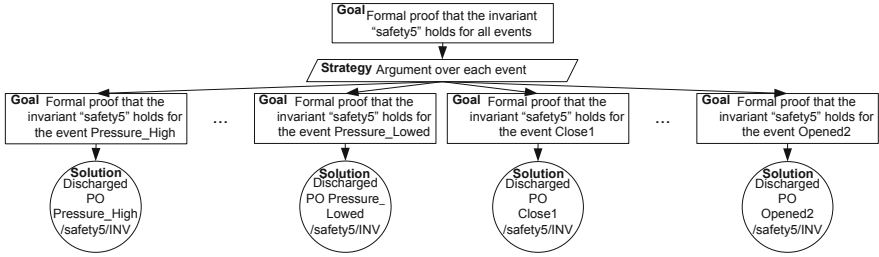 Goal Formal proof that the invariant
"safety5" holds for all events
Strategy Argument over each event
Goal Formal proof that the
invariant "safety5" holds for
the event Pressure_High
...
Goal Formal proof that the
invariant "safety5" holds for
the event Pressure_Lowed
Goal Formal proof that the
invariant "safety5" holds for
the event Close1
...
Goal Formal proof that the
invariant "safety5" holds for
the event Opened2
Solution
Discharged
PO
Pressure_High
/safety5/INV
Solution
Discharged
PO Pressure_
Lowed
/safety5/INV
Solution
Discharged
PO
Close1
/safety5/INV
Solution
Discharged
PO
Opened2
/safety5/INV